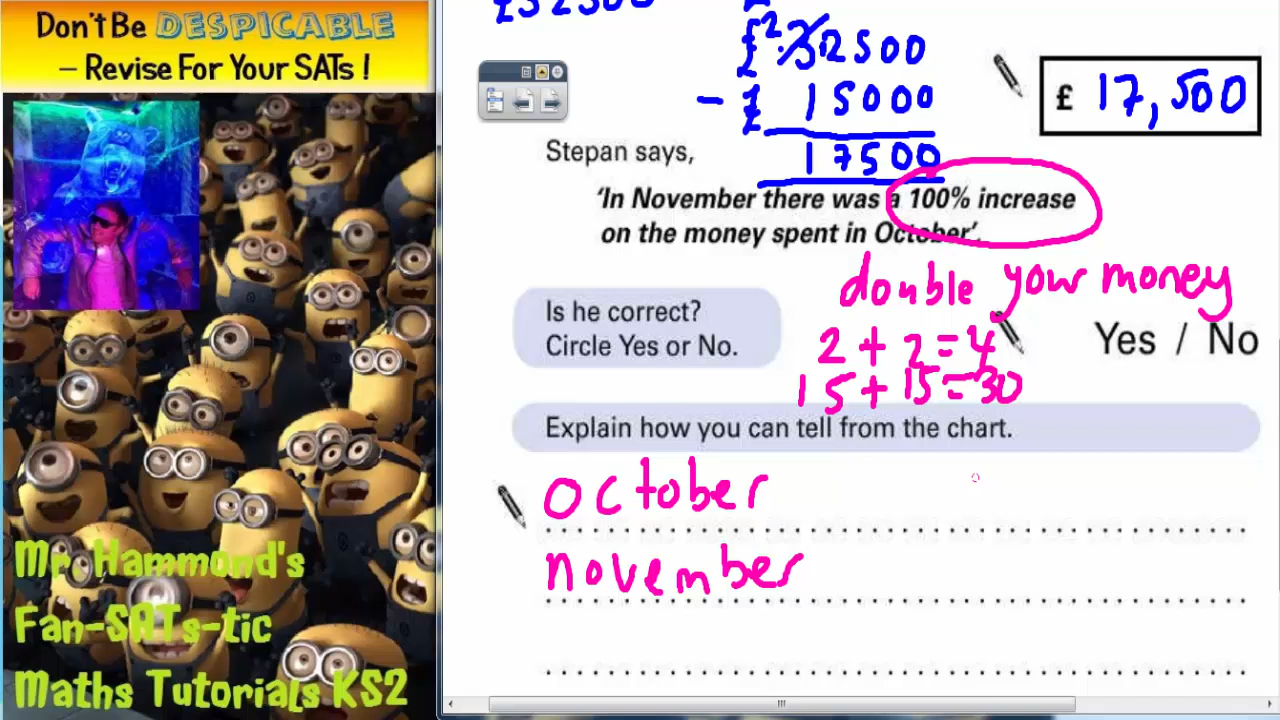 Don't Be DESPICABLE
– Revise For Your SATs !
Mr. Hammond's
Fan-SATs-tic
Maths Tutorials KS2
£32500
£ 32500
- £ 15000
17500
£ 17,500
Stepan says,
'In November there was a 100% increase
on the money spent in October'.
double your money
Is he correct?
Circle Yes or No.
2 + 2 = 4
15 + 15 = 30
Yes / No
Explain how you can tell from the chart.
October
november